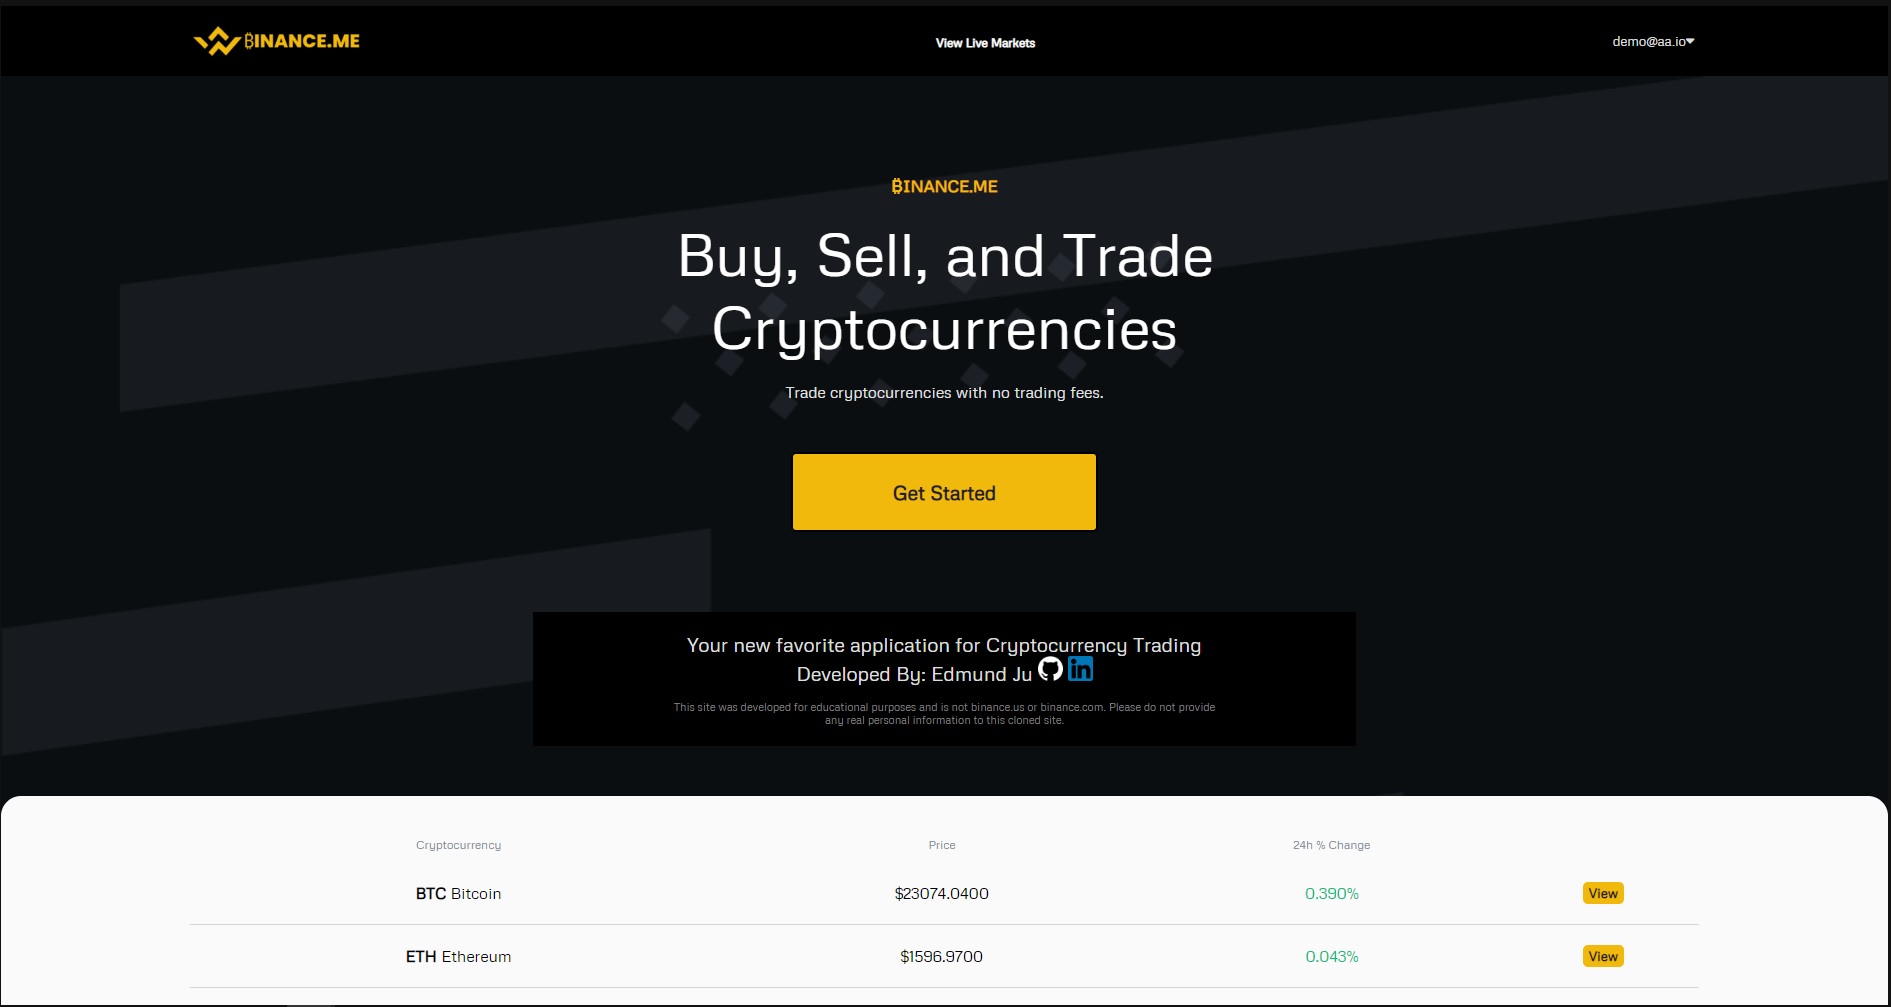 ₿INANCE.ME
View Live Markets
demo@aa.io
₿INANCE.ME
Buy, Sell, and Trade
Cryptocurrencies
Trade cryptocurrencies with no trading fees.
Get Started
Your new favorite application for Cryptocurrency Trading
Developed By: Edmund Ju in
This site was developed for educational purposes and is not binance.us or binance.com. Please do not provide
any real personal information to this cloned site.
Cryptocurrency Price 24h % Change
BTC Bitcoin $23074.0400 0.390% View
ETH Ethereum $1596.9700 0.043% View